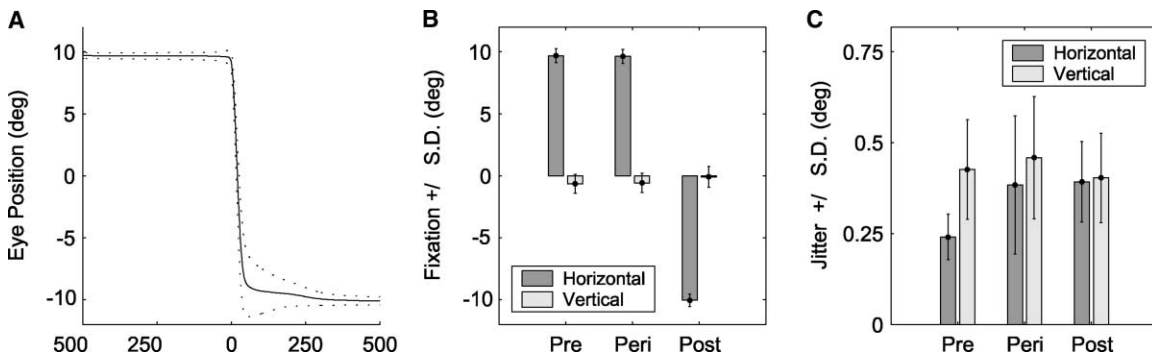 A
Eye Position (deg)
10
5
0
-5
-10
500
250
0
250
500
B
Fixation +/ S.D. (deg)
10
5
0
-5
-10
Horizontal
Vertical
Pre
Peri
Post
C
Jitter +/ S.D. (deg)
0.75
0.5
0.25
0
Horizontal
Vertical
Pre
Peri
Post